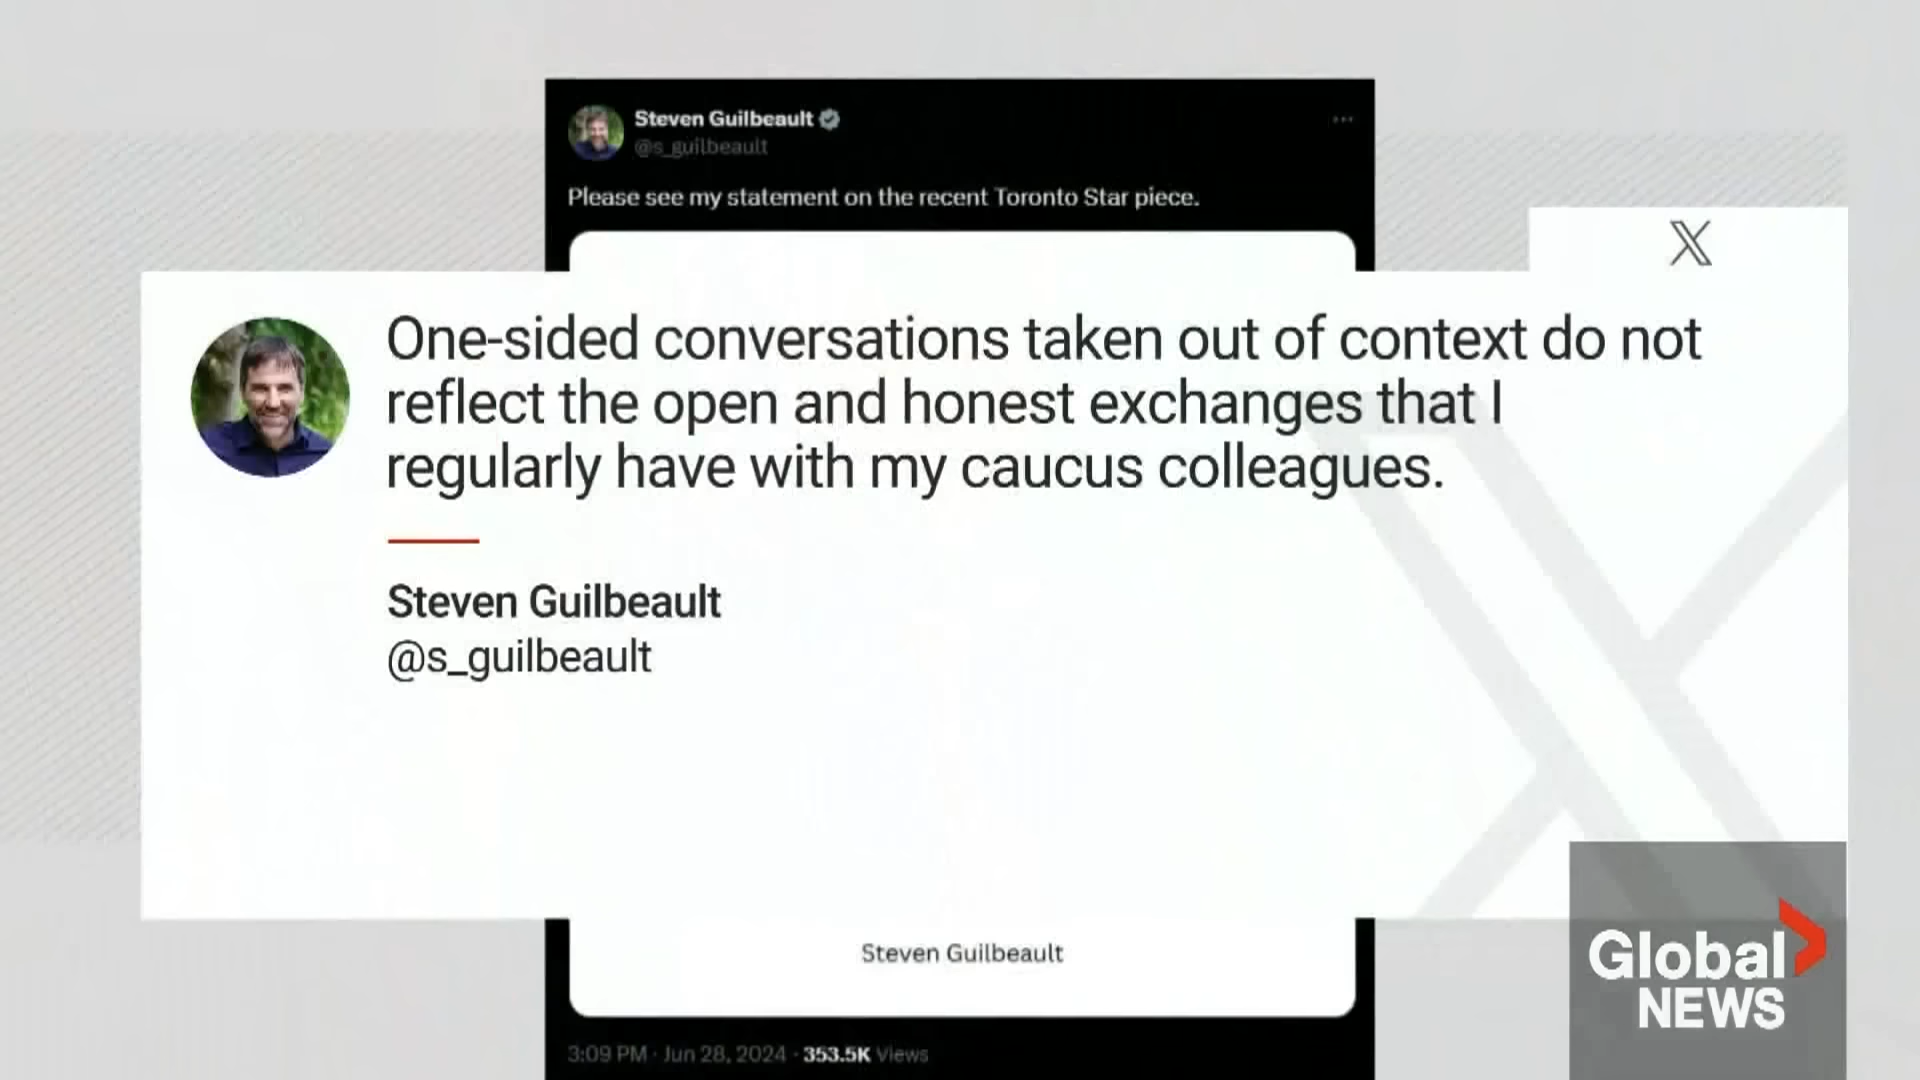 Steven Guilbeault
@s_guilbeault
Please see my statement on the recent Toronto Star piece.
One-sided conversations taken out of context do not
reflect the open and honest exchanges that I
regularly have with my caucus colleagues.
Steven Guilbeault
@s_guilbeault
Steven Guilbeault
3:09 PM · Jun 28, 2024 · 353.5K Views
Global
NEWS